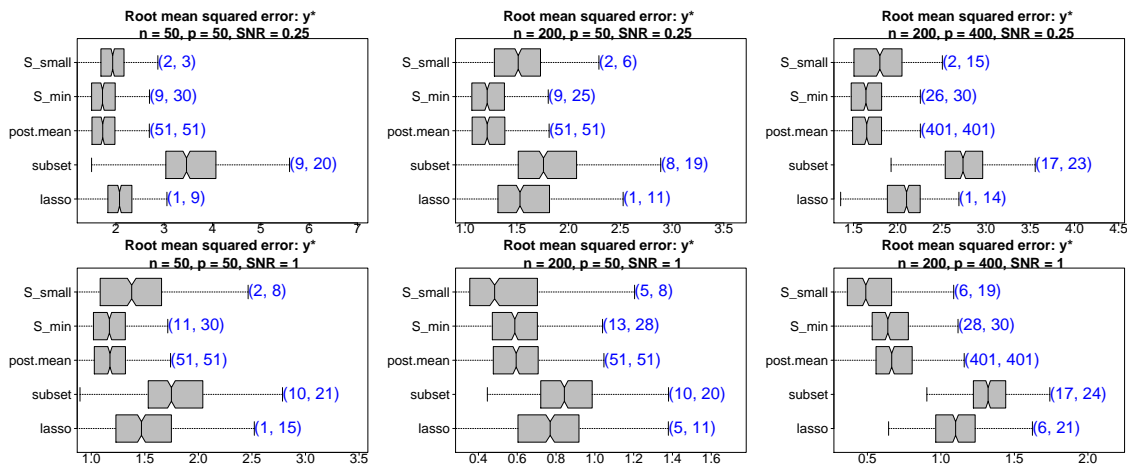 Root mean squared error: y*
n = 50, p = 50, SNR = 0.25
S_small
(2, 3)
S_min
(9, 30)
post.mean
(51, 51)
subset
(9, 20)
lasso
(1, 9)
2 3 4 5 6 7
Root mean squared error: y*
n = 200, p = 50, SNR = 0.25
S_small
(2, 6)
S_min
(9, 25)
post.mean
(51, 51)
subset
(8, 19)
lasso
(1, 11)
1.0 1.5 2.0 2.5 3.0 3.5
Root mean squared error: y*
n = 200, p = 400, SNR = 0.25
S_small
(2, 15)
S_min
(26, 30)
post.mean
(401, 401)
subset
(17, 23)
lasso
(1, 14)
1.5 2.0 2.5 3.0 3.5 4.0 4.5
Root mean squared error: y*
n = 50, p = 50, SNR = 1
S_small
(2, 8)
S_min
(11, 30)
post.mean
(51, 51)
subset
(10, 21)
lasso
(1, 15)
1.0 1.5 2.0 2.5 3.0 3.5
Root mean squared error: y*
n = 200, p = 50, SNR = 1
S_small
(5, 8)
S_min
(13, 28)
post.mean
(51, 51)
subset
(10, 20)
lasso
(5, 11)
0.4 0.6 0.8 1.0 1.2 1.4 1.6
Root mean squared error: y*
n = 200, p = 400, SNR = 1
S_small
(6, 19)
S_min
(28, 30)
post.mean
(401, 401)
subset
(17, 24)
lasso
(6, 21)
0.5 1.0 1.5 2.0